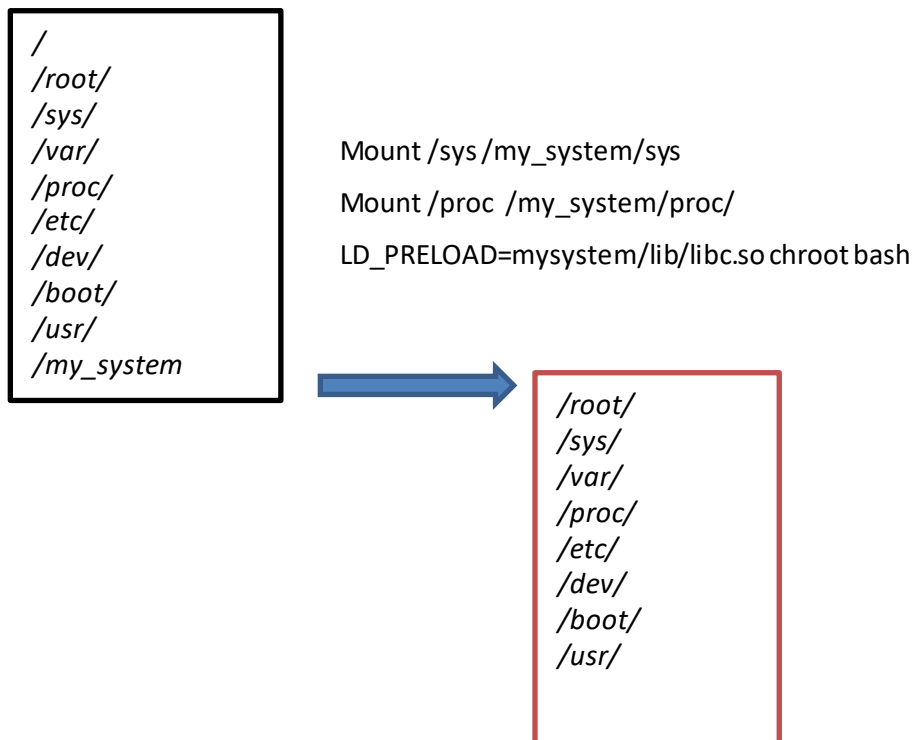 /
/root/
/sys/
/var/
/proc/
/etc/
/dev/
/boot/
/usr/
/my_system
Mount /sys /my_system/sys
Mount /proc /my_system/proc/
LD_PRELOAD=mysystem/lib/libc.so chroot bash
/root/
/sys/
/var/
/proc/
/etc/
/dev/
/boot/
/usr/